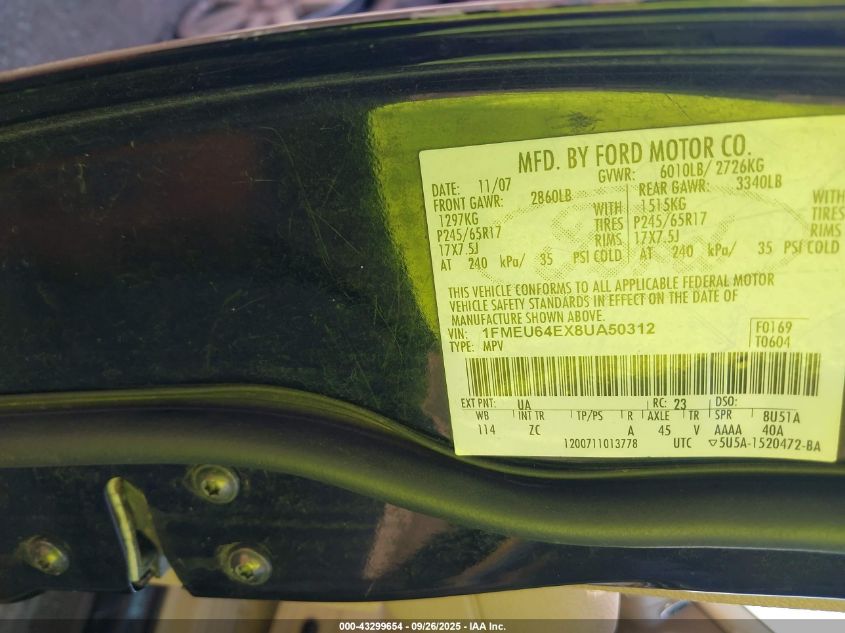 MFD. BY FORD MOTOR CO.
DATE: 11/07 GVWR: 6010LB/ 2726KG
FRONT GAWR: 2860LB REAR GAWR: 3340LB
1297KG WITH 1515KG WITH
P245/65R17 TIRES P245/65R17 TIRES
17X7.5J RIMS 17X7.5J RIMS
AT 240 kPa/ 35 PSI COLD AT 240 kPa/ 35 PSI COLD
THIS VEHICLE CONFORMS TO ALL APPLICABLE FEDERAL MOTOR
VEHICLE SAFETY STANDARDS IN EFFECT ON THE DATE OF
MANUFACTURE SHOWN ABOVE.
VIN: 1FMEU64EX8UA50312 F0169
TYPE: MPV T0604
EXT PNT: UA RC: 23 DSO:
WB INT TR TP/PS R AXLE TR SPR 8U51A
114 ZC A 45 V AAAA 40A
1200711013778 UTC ▽5U5A-1520472-BA
000-43299654 - 09/26/2025 - IAA Inc.